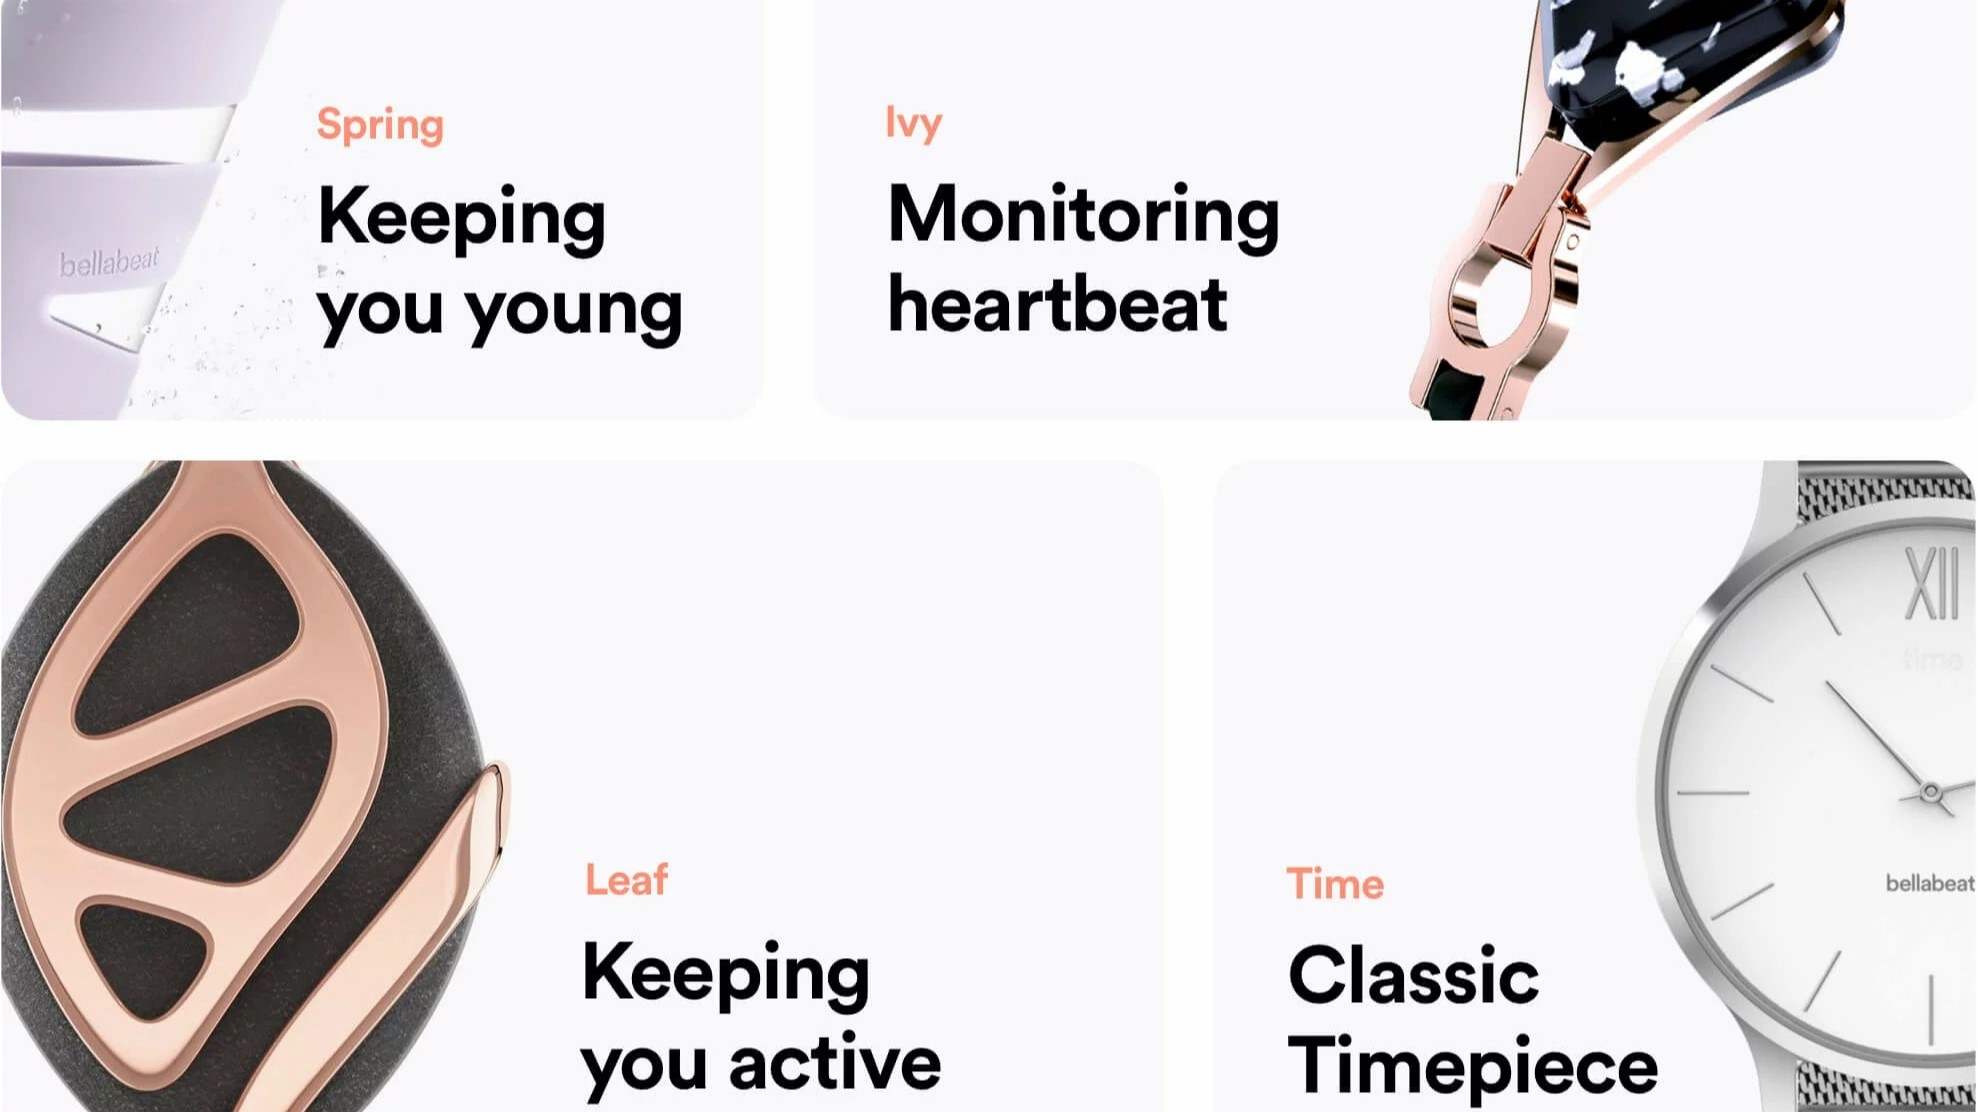 Spring
Keeping
you young
bellabeat
Ivy
Monitoring
heartbeat
Leaf
Keeping
you active
Time
Classic
Timepiece
XII
time
bellabeat